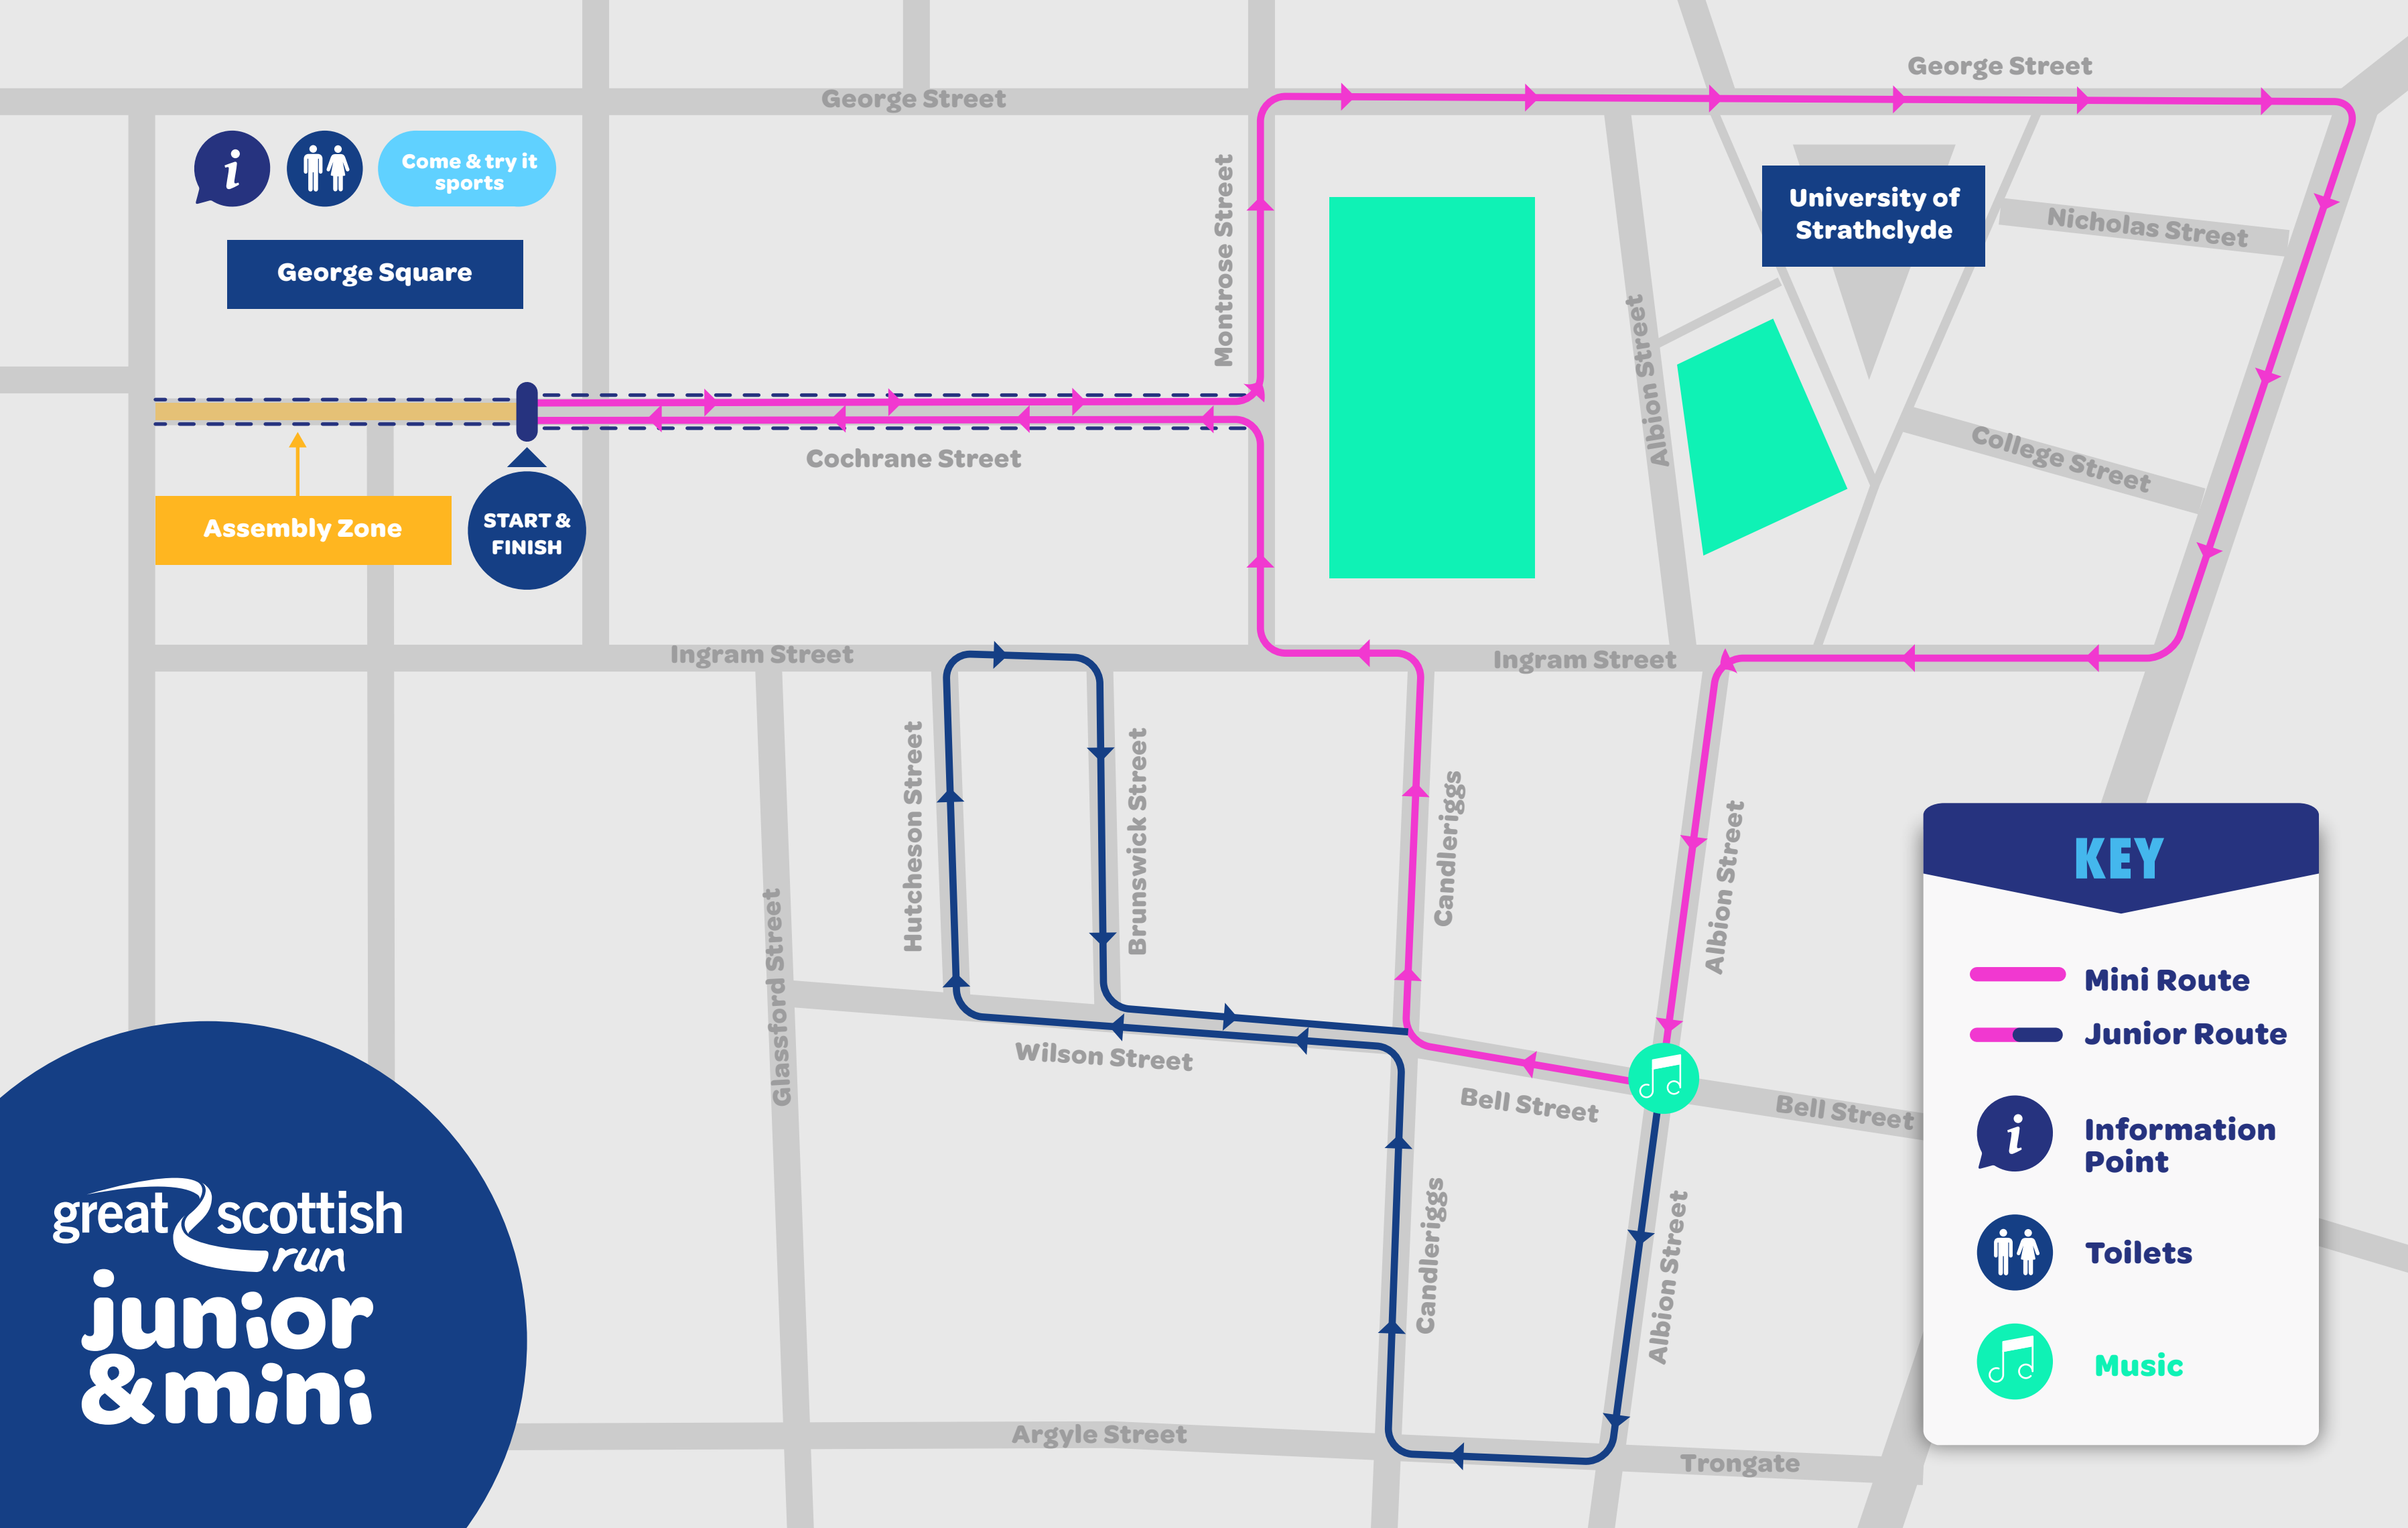 George Street
George Street
i
Come & try it
sports
George Square
Montrose Street
University of
Strathclyde
Nicholas Street
Albion Street
College Street
Cochrane Street
Assembly Zone
START &
FINISH
Ingram Street
Ingram Street
Hutcheson Street
Brunswick Street
Candleriggs
Albion Street
Glassford Street
Wilson Street
Bell Street
Bell Street
Candleriggs
Albion Street
Argyle Street
Trongate
great scottish
run
junior
& mini
KEY
Mini Route
Junior Route
i
Information
Point
Toilets
Music